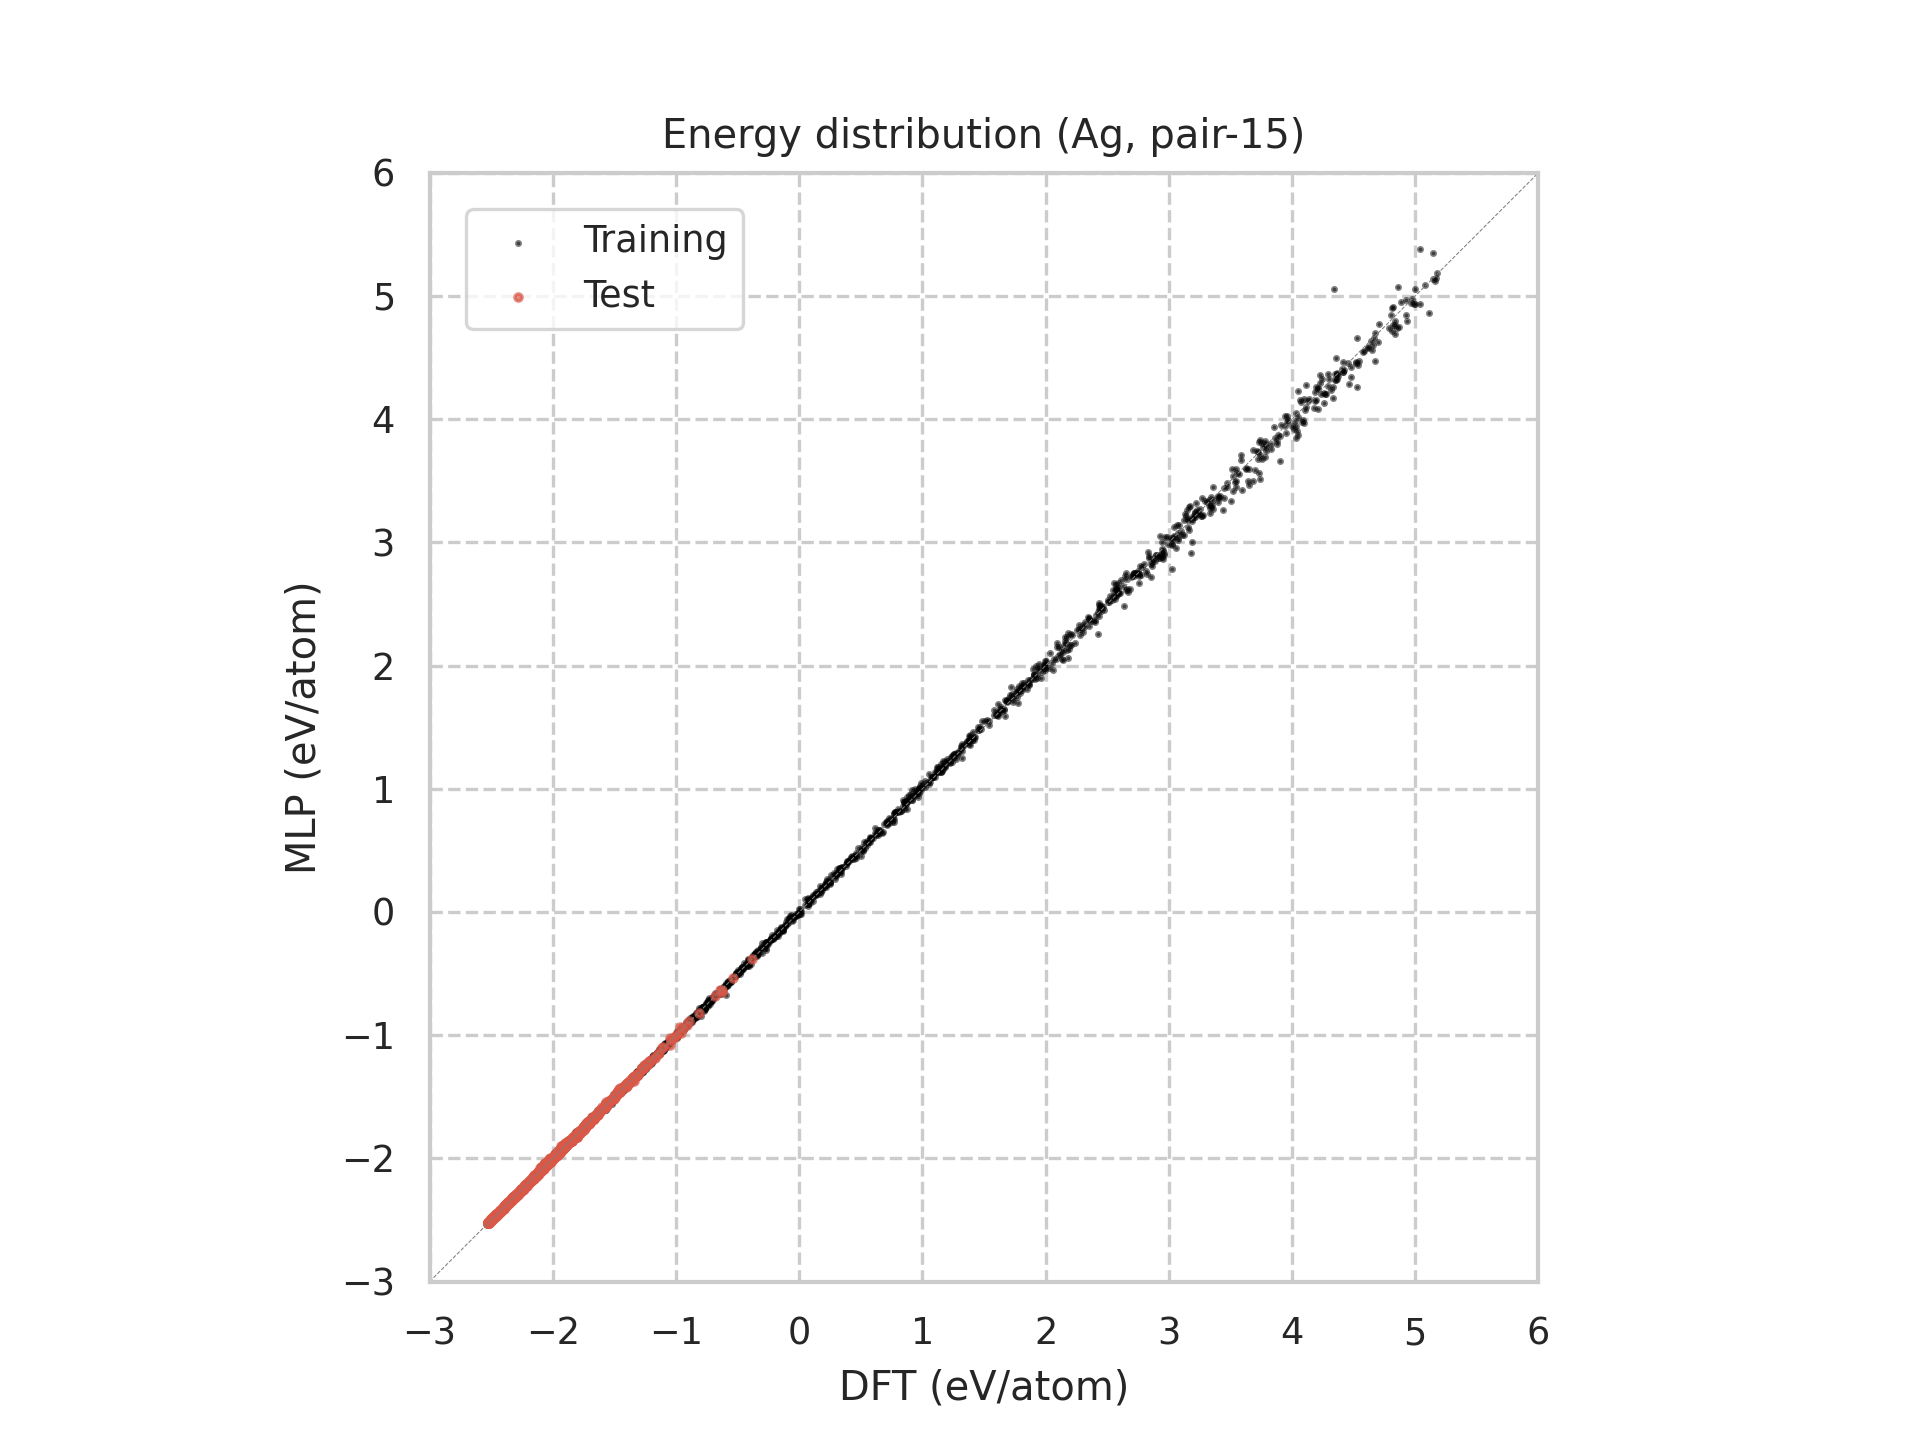 Energy distribution (Ag, pair-15)
6
5
4
3
2
1
0
−1
−2
−3
Training
Test
MLP (eV/atom)
−3 −2 −1 0 1 2 3 4 5 6
DFT (eV/atom)